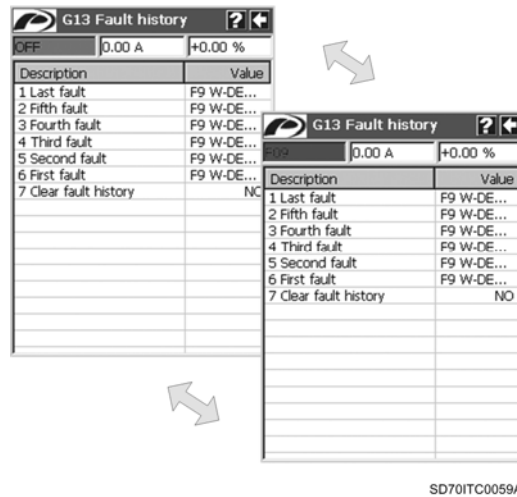 G13 Fault history ?
OFF 0.00 A +0.00 %
Description Value
1 Last fault F9 W-DE...
2 Fifth fault F9 W-DE...
3 Fourth fault F9 W-DE...
4 Third fault F9 W-DE...
5 Second fault F9 W-DE...
6 First fault F9 W-DE...
7 Clear fault history NO
G13 Fault history ?
F09 0.00 A +0.00 %
Description Value
1 Last fault F9 W-DE...
2 Fifth fault F9 W-DE...
3 Fourth fault F9 W-DE...
4 Third fault F9 W-DE...
5 Second fault F9 W-DE...
6 First fault F9 W-DE...
7 Clear fault history NO
SD70ITC0059A